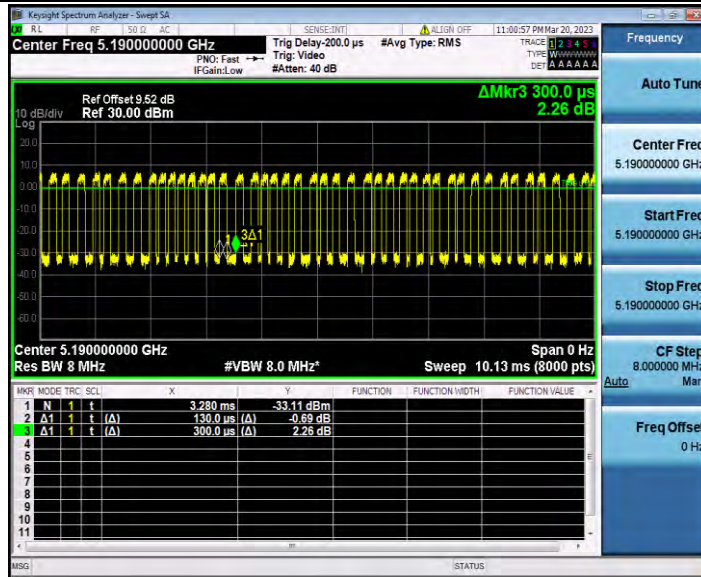 Keysight Spectrum Analyzer - Swept SA
RL RF 50 Ω AC SENSE:INT ALIGN OFF 11:00:57 PM Mar 20, 2023
Center Freq 5.190000000 GHz Trig Delay-200.0 µs #Avg Type: RMS TRACE 1 2 3 4 5 6
PNO: Fast Trig: Video TYPE W
IFGain:Low #Atten: 40 dB DET A A A A A A
Ref Offset 9.52 dB ΔMkr3 300.0 µs
10 dB/div Ref 30.00 dBm 2.26 dB
Log
20.0
10.0
0.00
-10.0
-20.0
1 3Δ1
-30.0
-40.0
-50.0
-60.0
Center 5.190000000 GHz Span 0 Hz
Res BW 8 MHz #VBW 8.0 MHz* Sweep 10.13 ms (8000 pts)
MKR MODE TRC SCL X Y FUNCTION FUNCTION WIDTH FUNCTION VALUE
1 N 1 t 3.280 ms -33.11 dBm
2 Δ1 1 t (Δ) 130.0 µs (Δ) -0.69 dB
3 Δ1 1 t (Δ) 300.0 µs (Δ) 2.26 dB
4
5
6
7
8
9
10
11
MSG STATUS
Frequency
Auto Tune
Center Freq
5.190000000 GHz
Start Freq
5.190000000 GHz
Stop Freq
5.190000000 GHz
CF Step
8.000000 MHz
Auto Man
Freq Offset
0 Hz